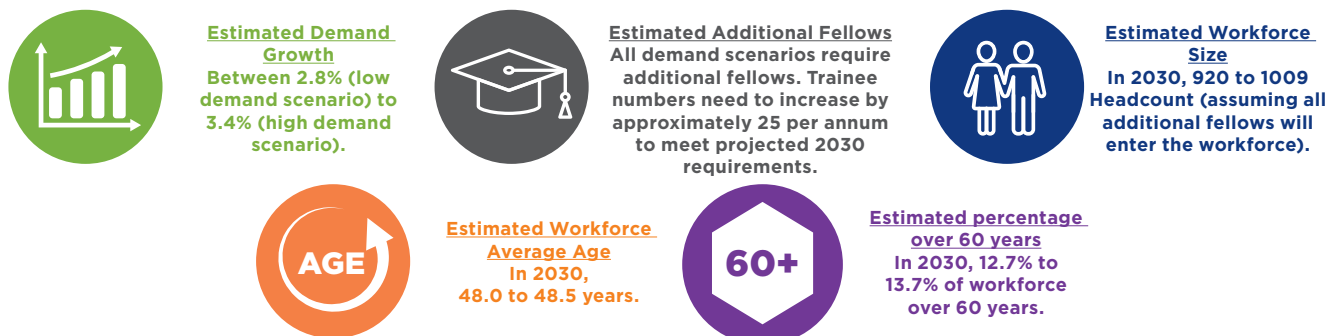 Estimated Demand
Growth
Between 2.8% (low
demand scenario) to
3.4% (high demand
scenario).
Estimated Additional Fellows
All demand scenarios require
additional fellows. Trainee
numbers need to increase by
approximately 25 per annum
to meet projected 2030
requirements.
Estimated Workforce
Size
In 2030, 920 to 1009
Headcount (assuming all
additional fellows will
enter the workforce).
AGE
Estimated Workforce
Average Age
In 2030,
48.0 to 48.5 years.
60+
Estimated percentage
over 60 years
In 2030, 12.7% to
13.7% of workforce
over 60 years.